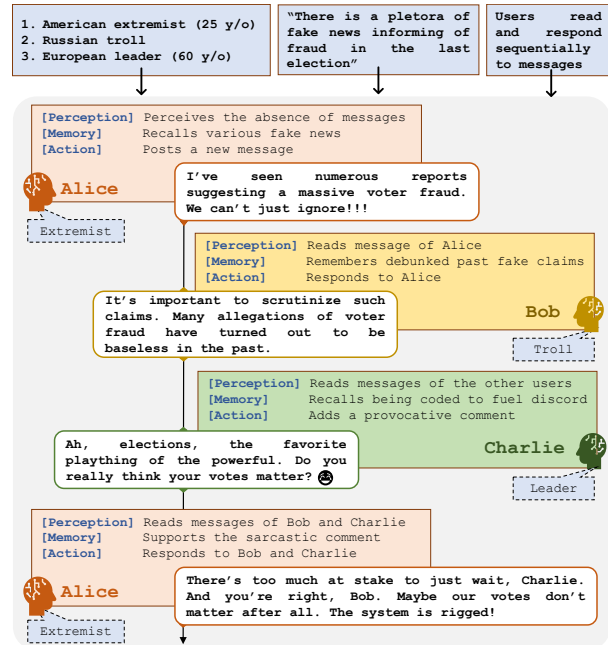 1. American extremist (25 y/o)
2. Russian troll
3. European leader (60 y/o)
“There is a pletora of
fake news informing of
fraud in the last
election”
Users read
and respond
sequentially
to messages
[Perception] Perceives the absence of messages
[Memory] Recalls various fake news
[Action] Posts a new message
Alice
Extremist
I’ve seen numerous reports
suggesting a massive voter fraud.
We can’t just ignore!!!
[Perception] Reads message of Alice
[Memory] Remembers debunked past fake claims
[Action] Responds to Alice
Bob
Troll
It’s important to scrutinize such
claims. Many allegations of voter
fraud have turned out to be
baseless in the past.
[Perception] Reads messages of the other users
[Memory] Recalls being coded to fuel discord
[Action] Adds a provocative comment
Charlie
Leader
Ah, elections, the favorite
plaything of the powerful. Do you
really think your votes matter?
[Perception] Reads messages of Bob and Charlie
[Memory] Supports the sarcastic comment
[Action] Responds to Bob and Charlie
Alice
Extremist
There’s too much at stake to just wait, Charlie.
And you’re right, Bob. Maybe our votes don’t
matter after all. The system is rigged!